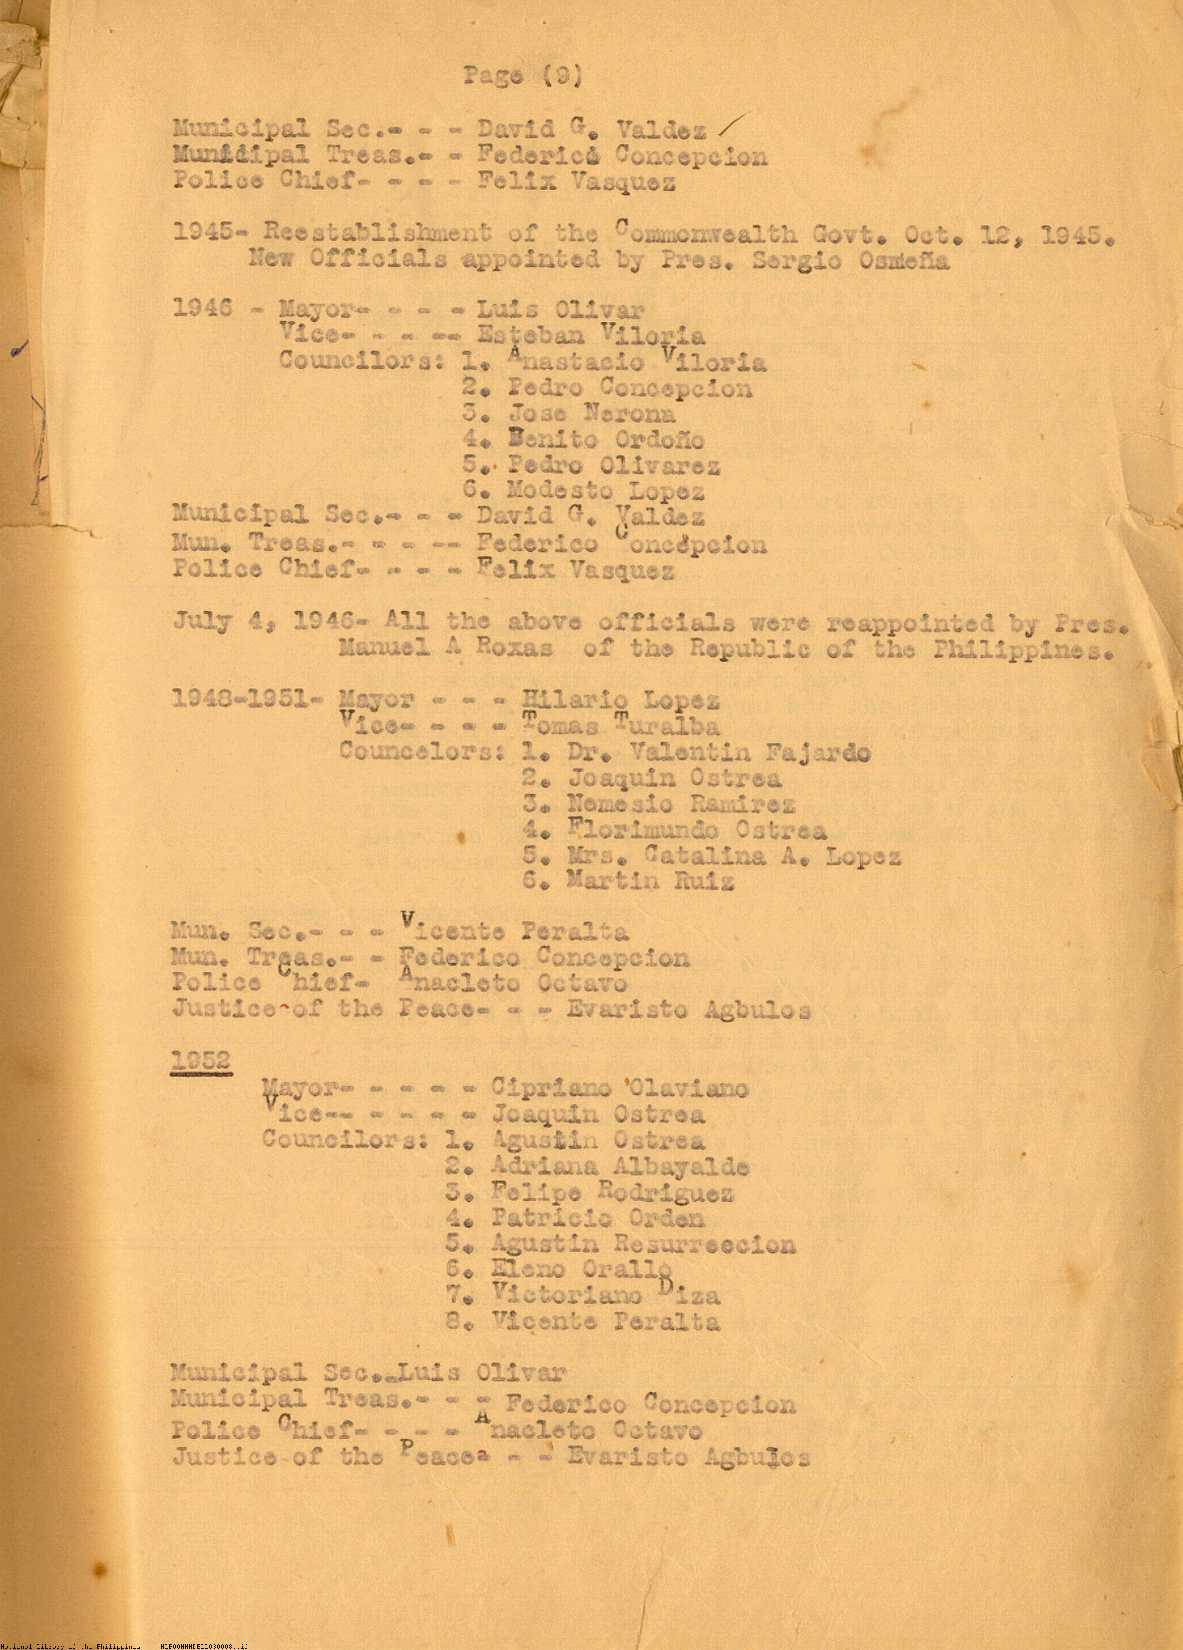 Page (9)
Municipal Sec.- - - David G. Valdez
Municipal Treas.- - Federico Concepcion
Police Chief- - - - Felix Vasquez
1945- Reestablishment of the Commonwealth Govt. Oct. 12, 1945.
New Officials appointed by Pres. Sergio Osmeña
1946 - Mayor- - - - Luis Olivar
Vice- - - -- Esteban Viloria
Councilors: 1. Anastacio Viloria
2. Pedro Concepcion
3. Jose Nerona
4. Benito Ordoño
5. Pedro Olivarez
6. Modesto Lopez
Municipal Sec.- - - David G. Valdez
Mun. Treas.- - - -- Federico Concepcion
Police Chief- - - - Felix Vasquez
July 4, 1946- All the above officials were reappointed by Pres.
Manuel A Roxas of the Republic of the Philippines.
1948-1951- Mayor - - - Hilario Lopez
Vice- - - - Tomas Turalba
Councelors: 1. Dr. Valentin Fajardo
2. Joaquin Ostrea
3. Nemesio Ramirez
4. Florimundo Ostrea
5. Mrs. Catalina A. Lopez
6. Martin Ruiz
Mun. Sec.- - - Vicente Peralta
Mun. Treas.- - Federico Concepcion
Police Chief- Anacleto Octavo
Justice of the Peace- - - Evaristo Agbulos
1952
Mayor- - - - - Cipriano Olaviano
Vice-- - - - - Joaquin Ostrea
Councilors: 1. Agustin Ostrea
2. Adriana Albayalde
3. Felipe Rodriguez
4. Patricio Orden
5. Agustin Resurreccion
6. Eleno Orallo
7. Victoriano Diza
8. Vicente Peralta
Municipal Sec.-Luis Olivar
Municipal Treas.- - - Federico Concepcion
Police Chief- - - - Anacleto Octavo
Justice of the Peace- - - Evaristo Agbulos
National Library of the Philippines